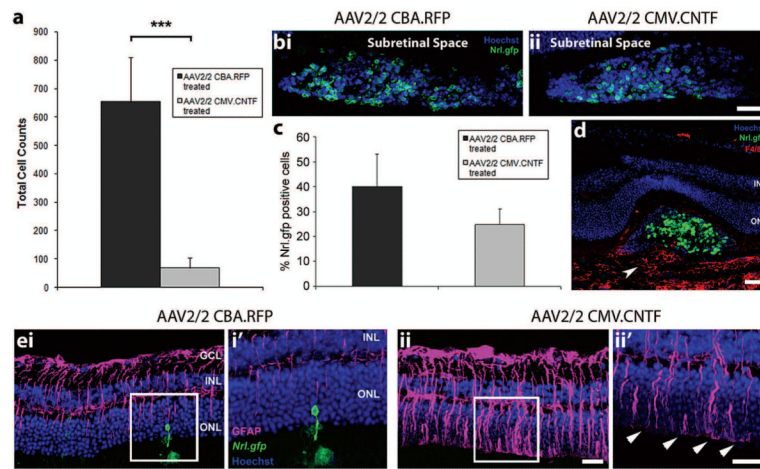 a
***
Total Cell Counts
900
800
700
600
500
400
300
200
100
0
AAV2/2 CBA.RFP
treated
AAV2/2 CMV.CNTF
treated
AAV2/2 CBA.RFP
AAV2/2 CMV.CNTF
bi
Subretinal Space
Hoechst
Nrl.gfp
ii
Subretinal Space
Hoechst
Nrl.gfp
c
% Nrl.gfp positive cells
60
50
40
30
20
10
0
AAV2/2 CBA.RFP
treated
AAV2/2 CMV.CNTF
treated
d
Nrl.gf
IN
ON
AAV2/2 CBA.RFP
AAV2/2 CMV.CNTF
ei
GCL
INL
ONL
GFAP
Nrl.gfp
Hoechst
i′
INL
ONL
ii
ii′